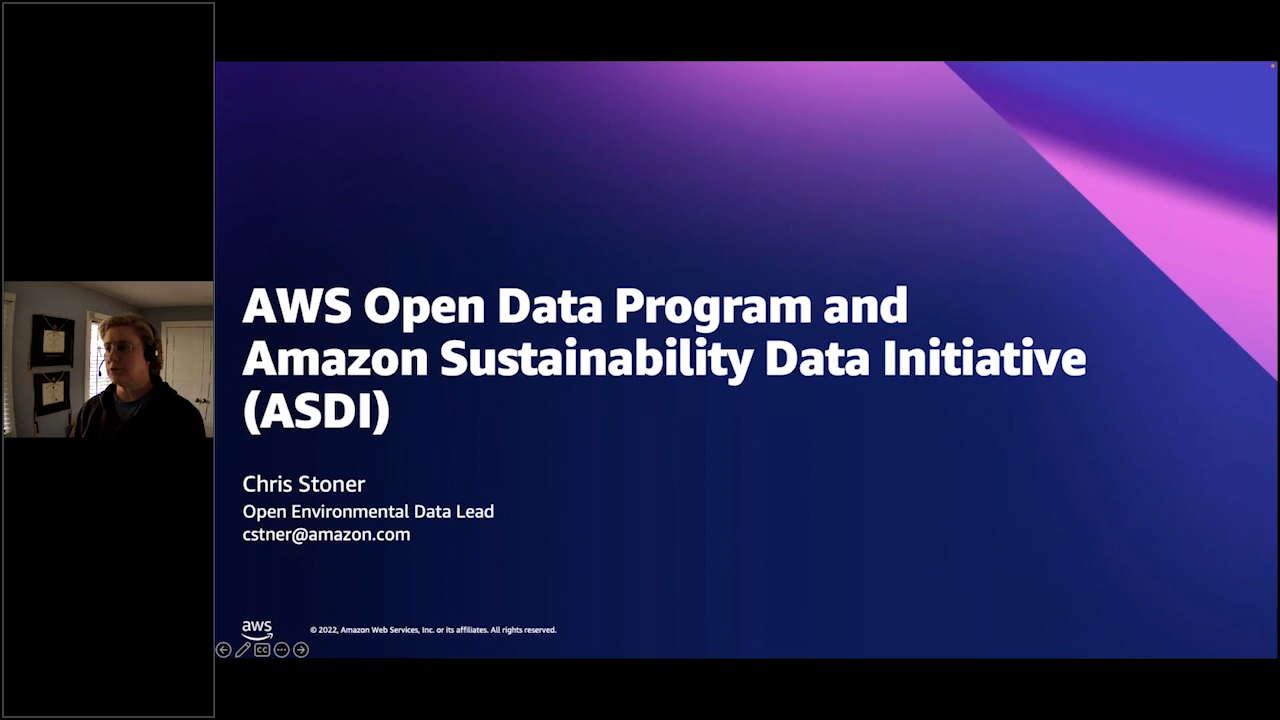 AWS Open Data Program and
Amazon Sustainability Data Initiative
(ASDI)
Chris Stoner
Open Environmental Data Lead
cstner@amazon.com
aws
© 2022, Amazon Web Services, Inc. or its affiliates. All rights reserved.
CC